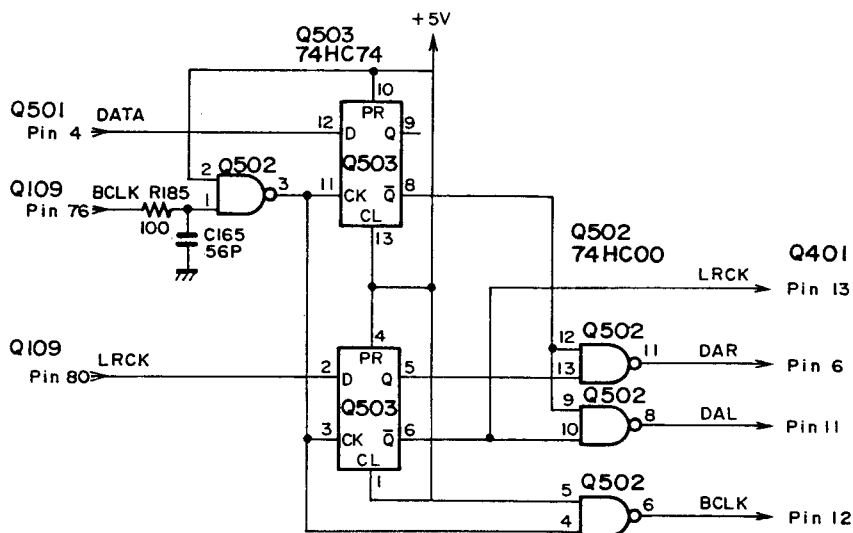 +5V
Q503
74HC74
10
PR
Q501
DATA
Pin 4
12
D
Q
9
Q503
Q502
2
3
11
CK
Q̅
8
Q109
BCLK
R185
1
Pin 76
100
C165
56P
CL
13
Q502
74HC00
Q401
LRCK
Pin 13
4
PR
Q109
LRCK
Pin 80
2
D
Q
5
Q503
3
CK
Q̅
6
CL
1
12
13
Q502
11
DAR
Pin 6
Q502
9
10
8
DAL
Pin 11
Q502
5
4
6
BCLK
Pin 12